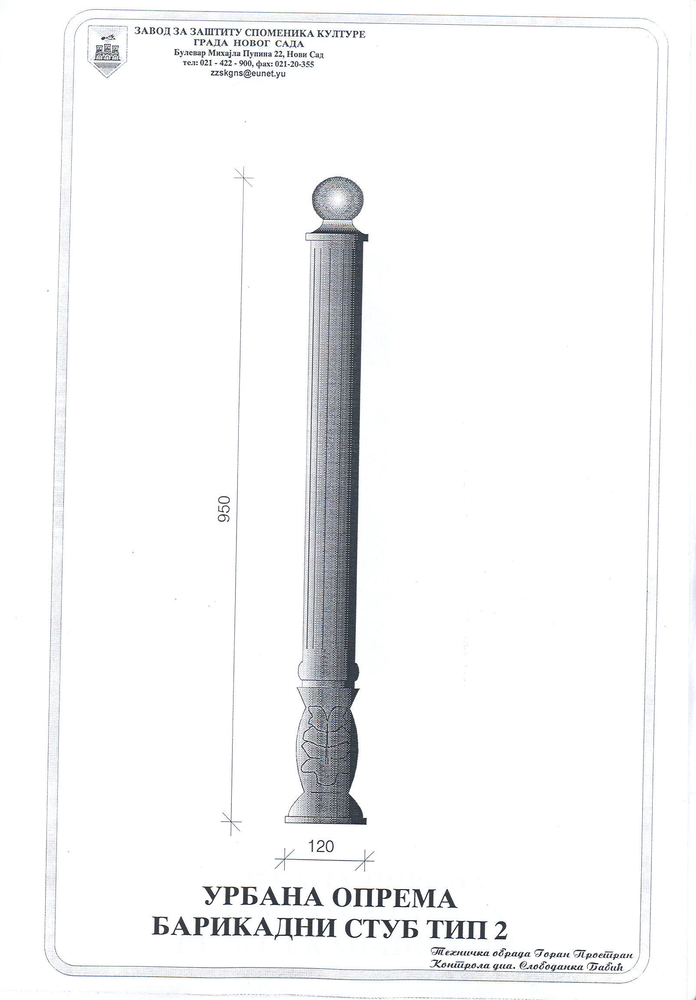 ЗАВОД ЗА ЗАШТИТУ СПОМЕНИКА КУЛТУРЕ
ГРАДА НОВОГ САДА
Булевар Михајла Пупина 22, Нови Сад
тел: 021 - 422 - 900, фах: 021-20-355
zzskgns@eunet.yu
950
120
УРБАНА ОПРЕМА
БАРИКАДНИ СТУБ ТИП 2
Техничка обрада Горан Простран
Контрола диа. Слободанка Бабић